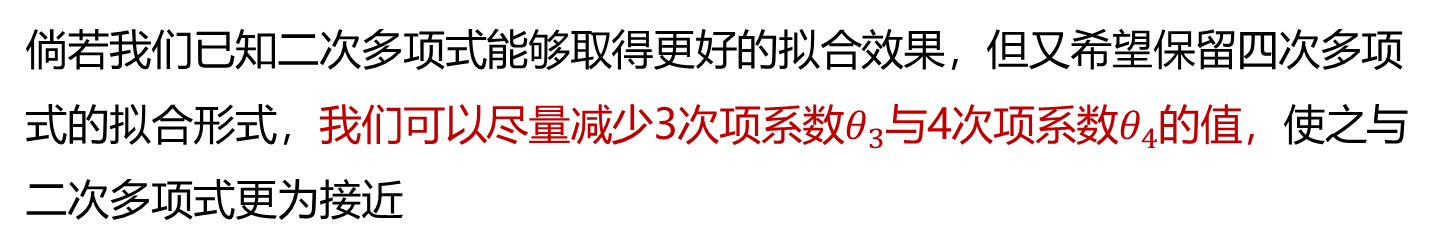 倘若我们已知二次多项式能够取得更好的拟合效果，但又希望保留四次多项
式的拟合形式，我们可以尽量减少3次项系数θ₃与4次项系数θ₄的值，使之与
二次多项式更为接近